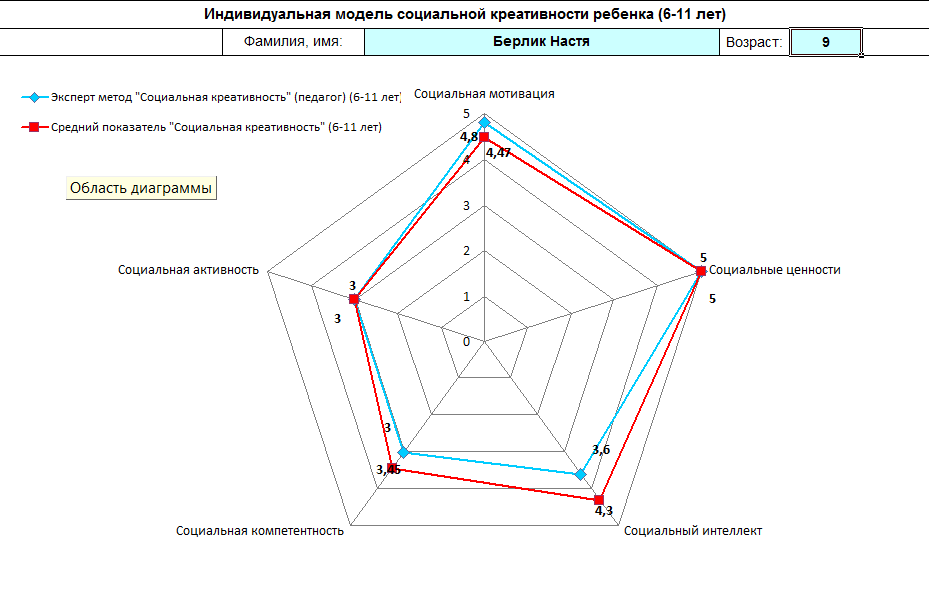 Индивидуальная модель социальной креативности ребенка (6-11 лет)
Фамилия, имя: Берлик Настя Возраст: 9
Эксперт метод "Социальная креативность" (педагог) (6-11 лет)
Средний показатель "Социальная креативность" (6-11 лет)
Область диаграммы
Социальная мотивация
5
4,8
4,47
4
3
2
1
0
Социальные ценности
5
5
Социальная активность
3
3
3
3,45
3,6
4,3
Социальная компетентность
Социальный интеллект